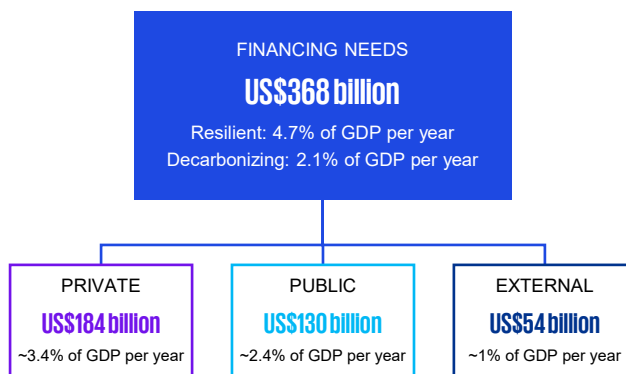 FINANCING NEEDS
US$368 billion
Resilient: 4.7% of GDP per year
Decarbonizing: 2.1% of GDP per year
PRIVATE
US$184 billion
~3.4% of GDP per year
PUBLIC
US$130 billion
~2.4% of GDP per year
EXTERNAL
US$54 billion
~1% of GDP per year